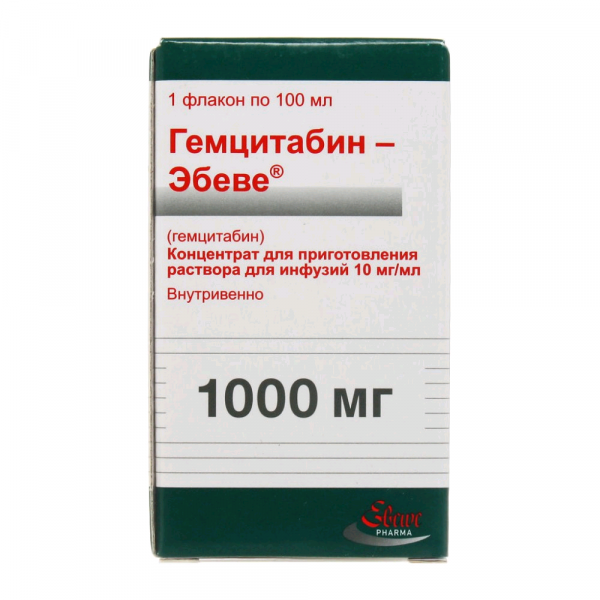 1 флакон по 100 мл
Гемцитабин –
Эбеве®
(гемцитабин)
Концентрат для приготовления
раствора для инфузий 10 мг/мл
Внутривенно
1000 мг
Ebewe
PHARMA